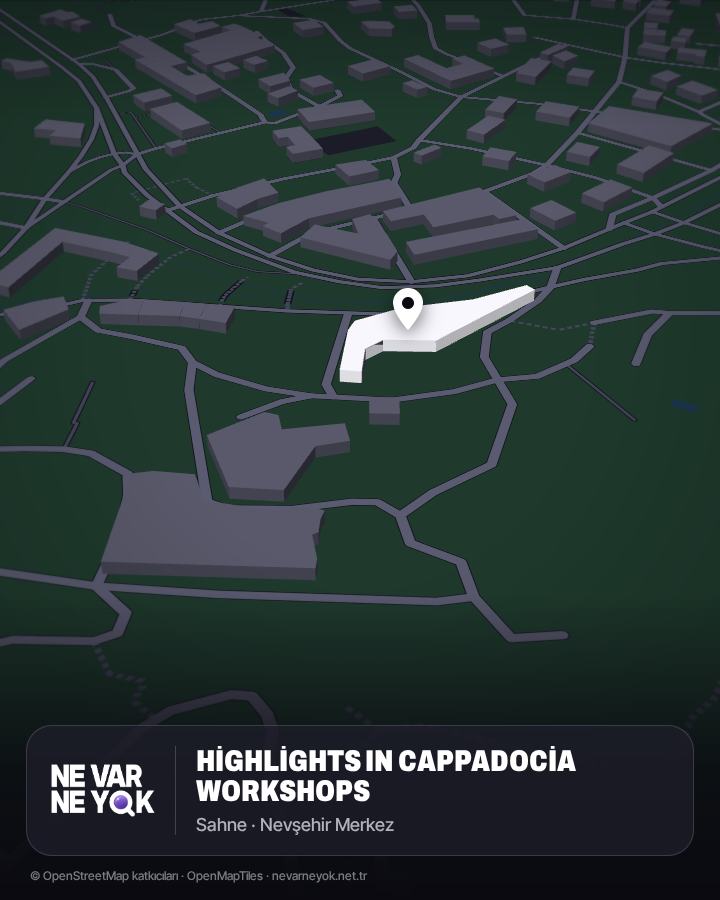 NE VAR
NE YOK
HİGHLİGHTS IN CAPPADOCİA
WORKSHOPS
Sahne · Nevşehir Merkez
© OpenStreetMap katkıcıları · OpenMapTiles · nevarneyok.net.tr